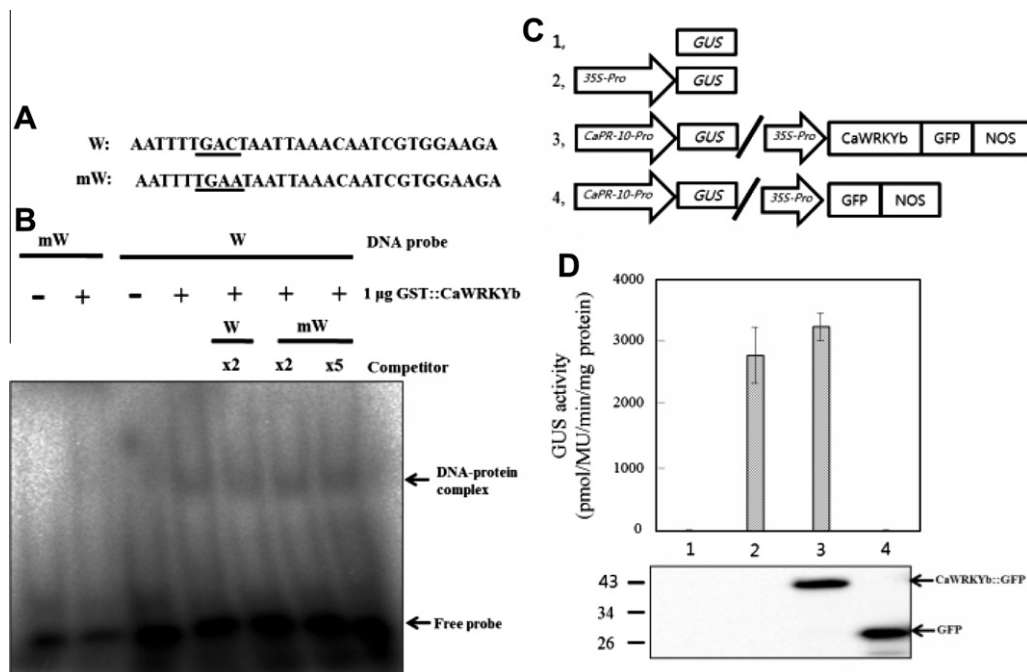 A
W: AATTTTGACTAATTAAACAATCGTGGAAGA
mW: AATTTTGAATAATTAAACAATCGTGGAAGA
B
mW W DNA probe
- + - + + + + 1 µg GST::CaWRKYb
W mW
x2 x2 x5 Competitor
DNA-protein
complex
Free probe
C
1, GUS
2, 35S-Pro GUS
3, CaPR-10-Pro GUS 35S-Pro CaWRKYb GFP NOS
4, CaPR-10-Pro GUS 35S-Pro GFP NOS
D
GUS activity
(pmol/MU/min/mg protein)
4000
3000
2000
1000
0
1 2 3 4
43 CaWRKYb::GFP
34
26 GFP